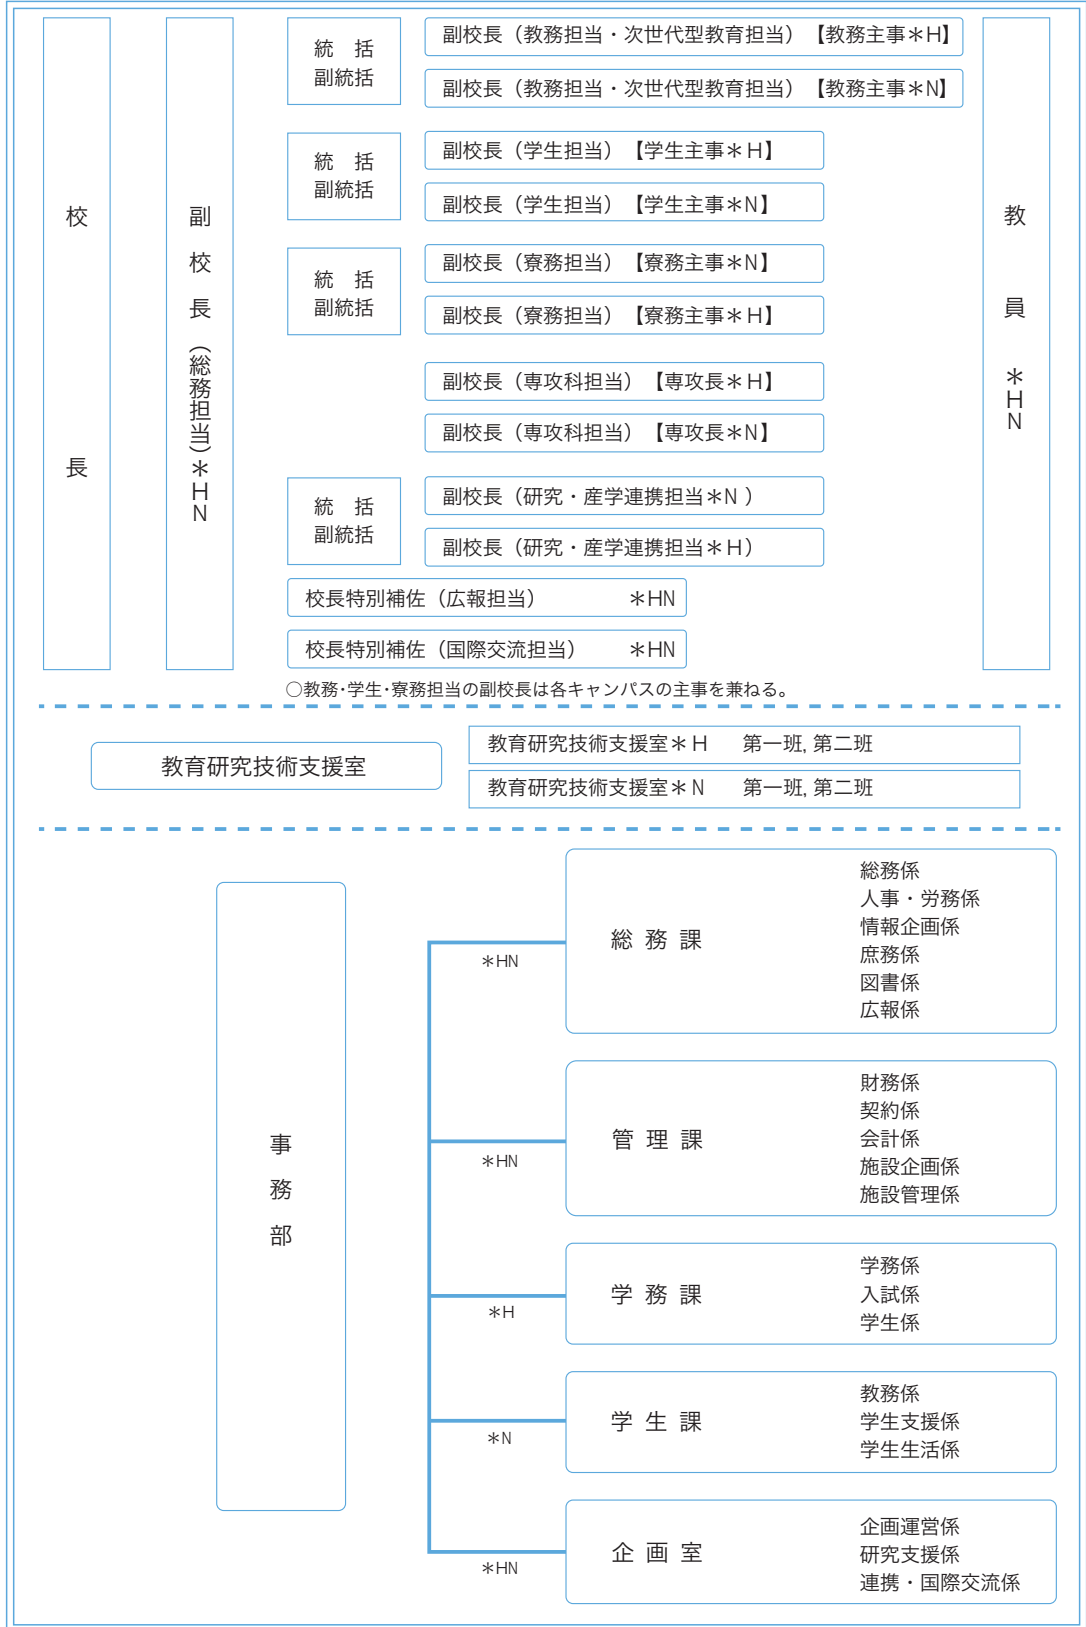 校長
副校長（総務担当）＊HN
統　括
副統括
副校長（教務担当・次世代型教育担当）【教務主事＊H】
副校長（教務担当・次世代型教育担当）【教務主事＊N】
統　括
副統括
副校長（学生担当）【学生主事＊H】
副校長（学生担当）【学生主事＊N】
統　括
副統括
副校長（寮務担当）【寮務主事＊N】
副校長（寮務担当）【寮務主事＊H】
副校長（専攻科担当）【専攻長＊H】
副校長（専攻科担当）【専攻長＊N】
統　括
副統括
副校長（研究・産学連携担当＊N ）
副校長（研究・産学連携担当＊H）
校長特別補佐（広報担当）　　　　＊HN
校長特別補佐（国際交流担当）　　＊HN
教員　＊HN
○教務・学生・寮務担当の副校長は各キャンパスの主事を兼ねる。
教育研究技術支援室
教育研究技術支援室＊H　第一班, 第二班
教育研究技術支援室＊N　第一班, 第二班
事務部
＊HN
総 務 課
総務係
人事・労務係
情報企画係
庶務係
図書係
広報係
＊HN
管 理 課
財務係
契約係
会計係
施設企画係
施設管理係
＊H
学 務 課
学務係
入試係
学生係
＊N
学 生 課
教務係
学生支援係
学生生活係
＊HN
企 画 室
企画運営係
研究支援係
連携・国際交流係